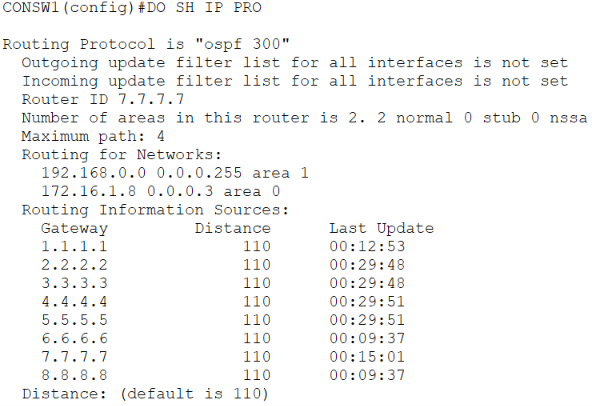 CONSW1(config)#DO SH IP PRO
Routing Protocol is "ospf 300"
Outgoing update filter list for all interfaces is not set
Incoming update filter list for all interfaces is not set
Router ID 7.7.7.7
Number of areas in this router is 2. 2 normal 0 stub 0 nssa
Maximum path: 4
Routing for Networks:
192.168.0.0 0.0.0.255 area 1
172.16.1.8 0.0.0.3 area 0
Routing Information Sources:
Gateway Distance Last Update
1.1.1.1 110 00:12:53
2.2.2.2 110 00:29:48
3.3.3.3 110 00:29:48
4.4.4.4 110 00:29:51
5.5.5.5 110 00:29:51
6.6.6.6 110 00:09:37
7.7.7.7 110 00:15:01
8.8.8.8 110 00:09:37
Distance: (default is 110)